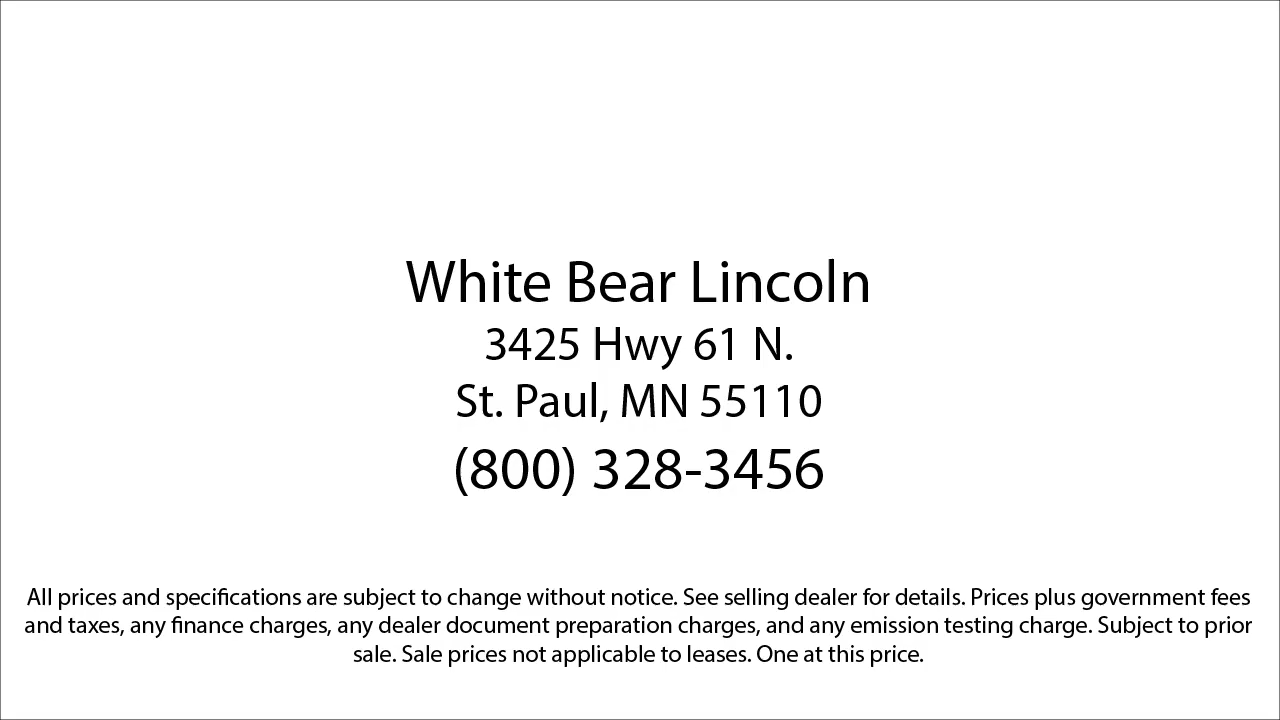 White Bear Lincoln
3425 Hwy 61 N.
St. Paul, MN 55110
(800) 328-3456
All prices and specifications are subject to change without notice. See selling dealer for details. Prices plus government fees
and taxes, any finance charges, any dealer document preparation charges, and any emission testing charge. Subject to prior
sale. Sale prices not applicable to leases. One at this price.